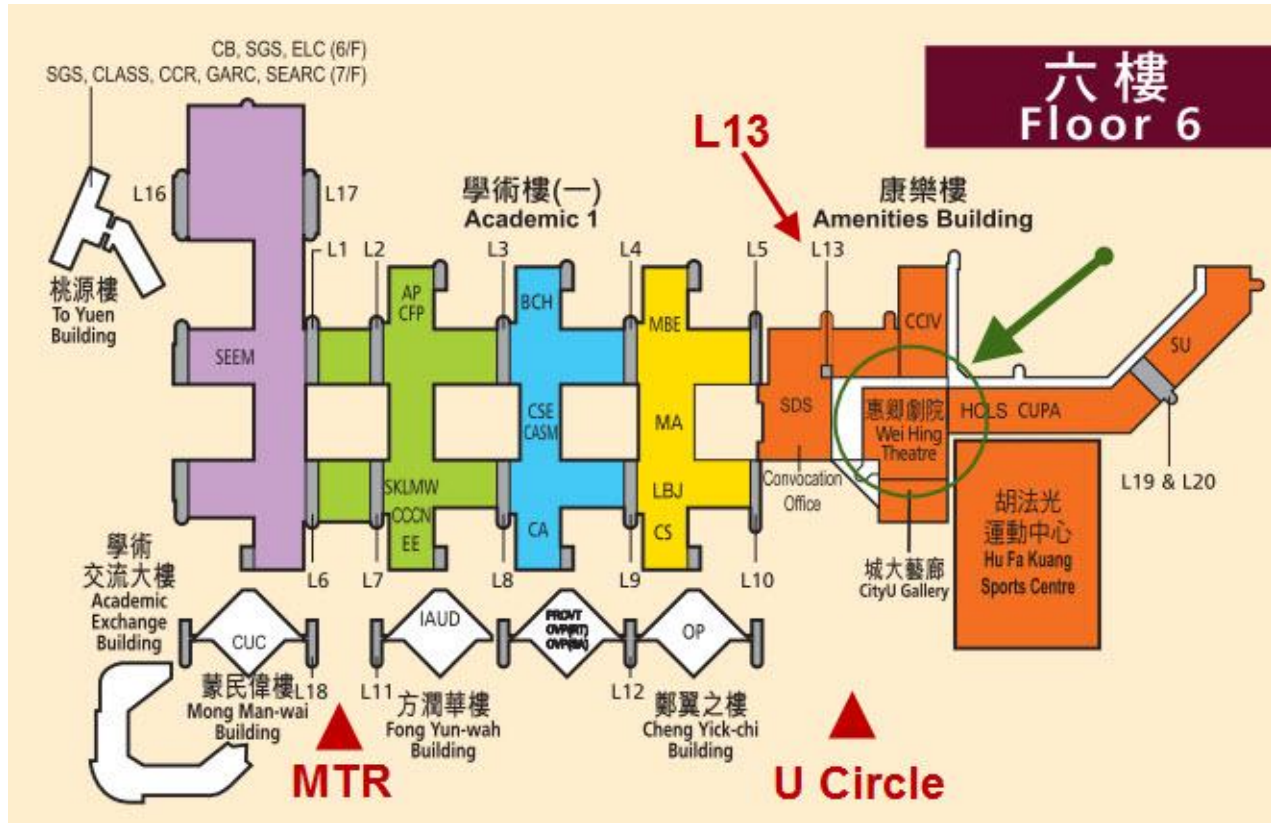 CB, SGS, ELC (6/F)
SGS, CLASS, CCR, GARC, SEARC (7/F)
六樓
Floor 6
L13
L16
L17
學術樓(一)
Academic 1
康樂樓
Amenities Building
L1
L2
L3
L4
L5
L13
桃源樓
To Yuen
Building
AP
CFP
BCH
MBE
CCIV
SEEM
SU
CSE
CASM
MA
SDS
惠卿劇院
Wei Hing
Theatre
HOLS CUPA
Convocation
Office
L19 & L20
SKLMW
CCCN
EE
CA
LBJ
CS
胡法光
運動中心
Hu Fa Kuang
Sports Centre
城大藝廊
CityU Gallery
學術
交流大樓
Academic
Exchange
Building
L6
L7
L8
L9
L10
CUC
IAUD
PROVT
OVP(RT)
OVP(SA)
OP
L18
L11
L12
蒙民偉樓
Mong Man-wai
Building
方潤華樓
Fong Yun-wah
Building
鄭翼之樓
Cheng Yick-chi
Building
MTR
U Circle